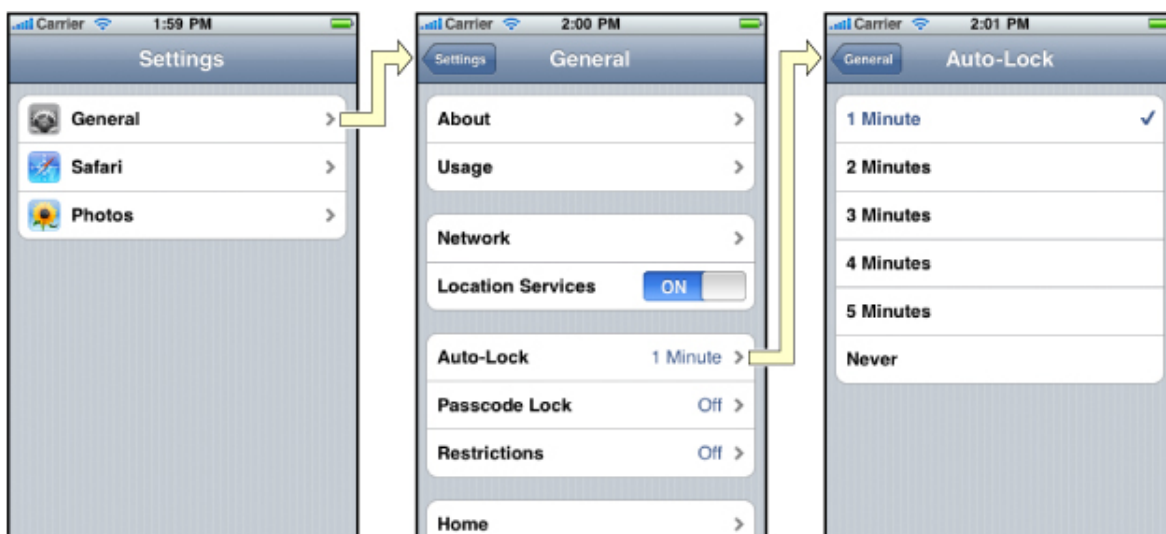 Carrier 1:59 PM
Settings
General
Safari
Photos
Carrier 2:00 PM
Settings General
About
Usage
Network
Location Services ON
Auto-Lock 1 Minute
Passcode Lock Off
Restrictions Off
Home
Carrier 2:01 PM
General Auto-Lock
1 Minute
2 Minutes
3 Minutes
4 Minutes
5 Minutes
Never